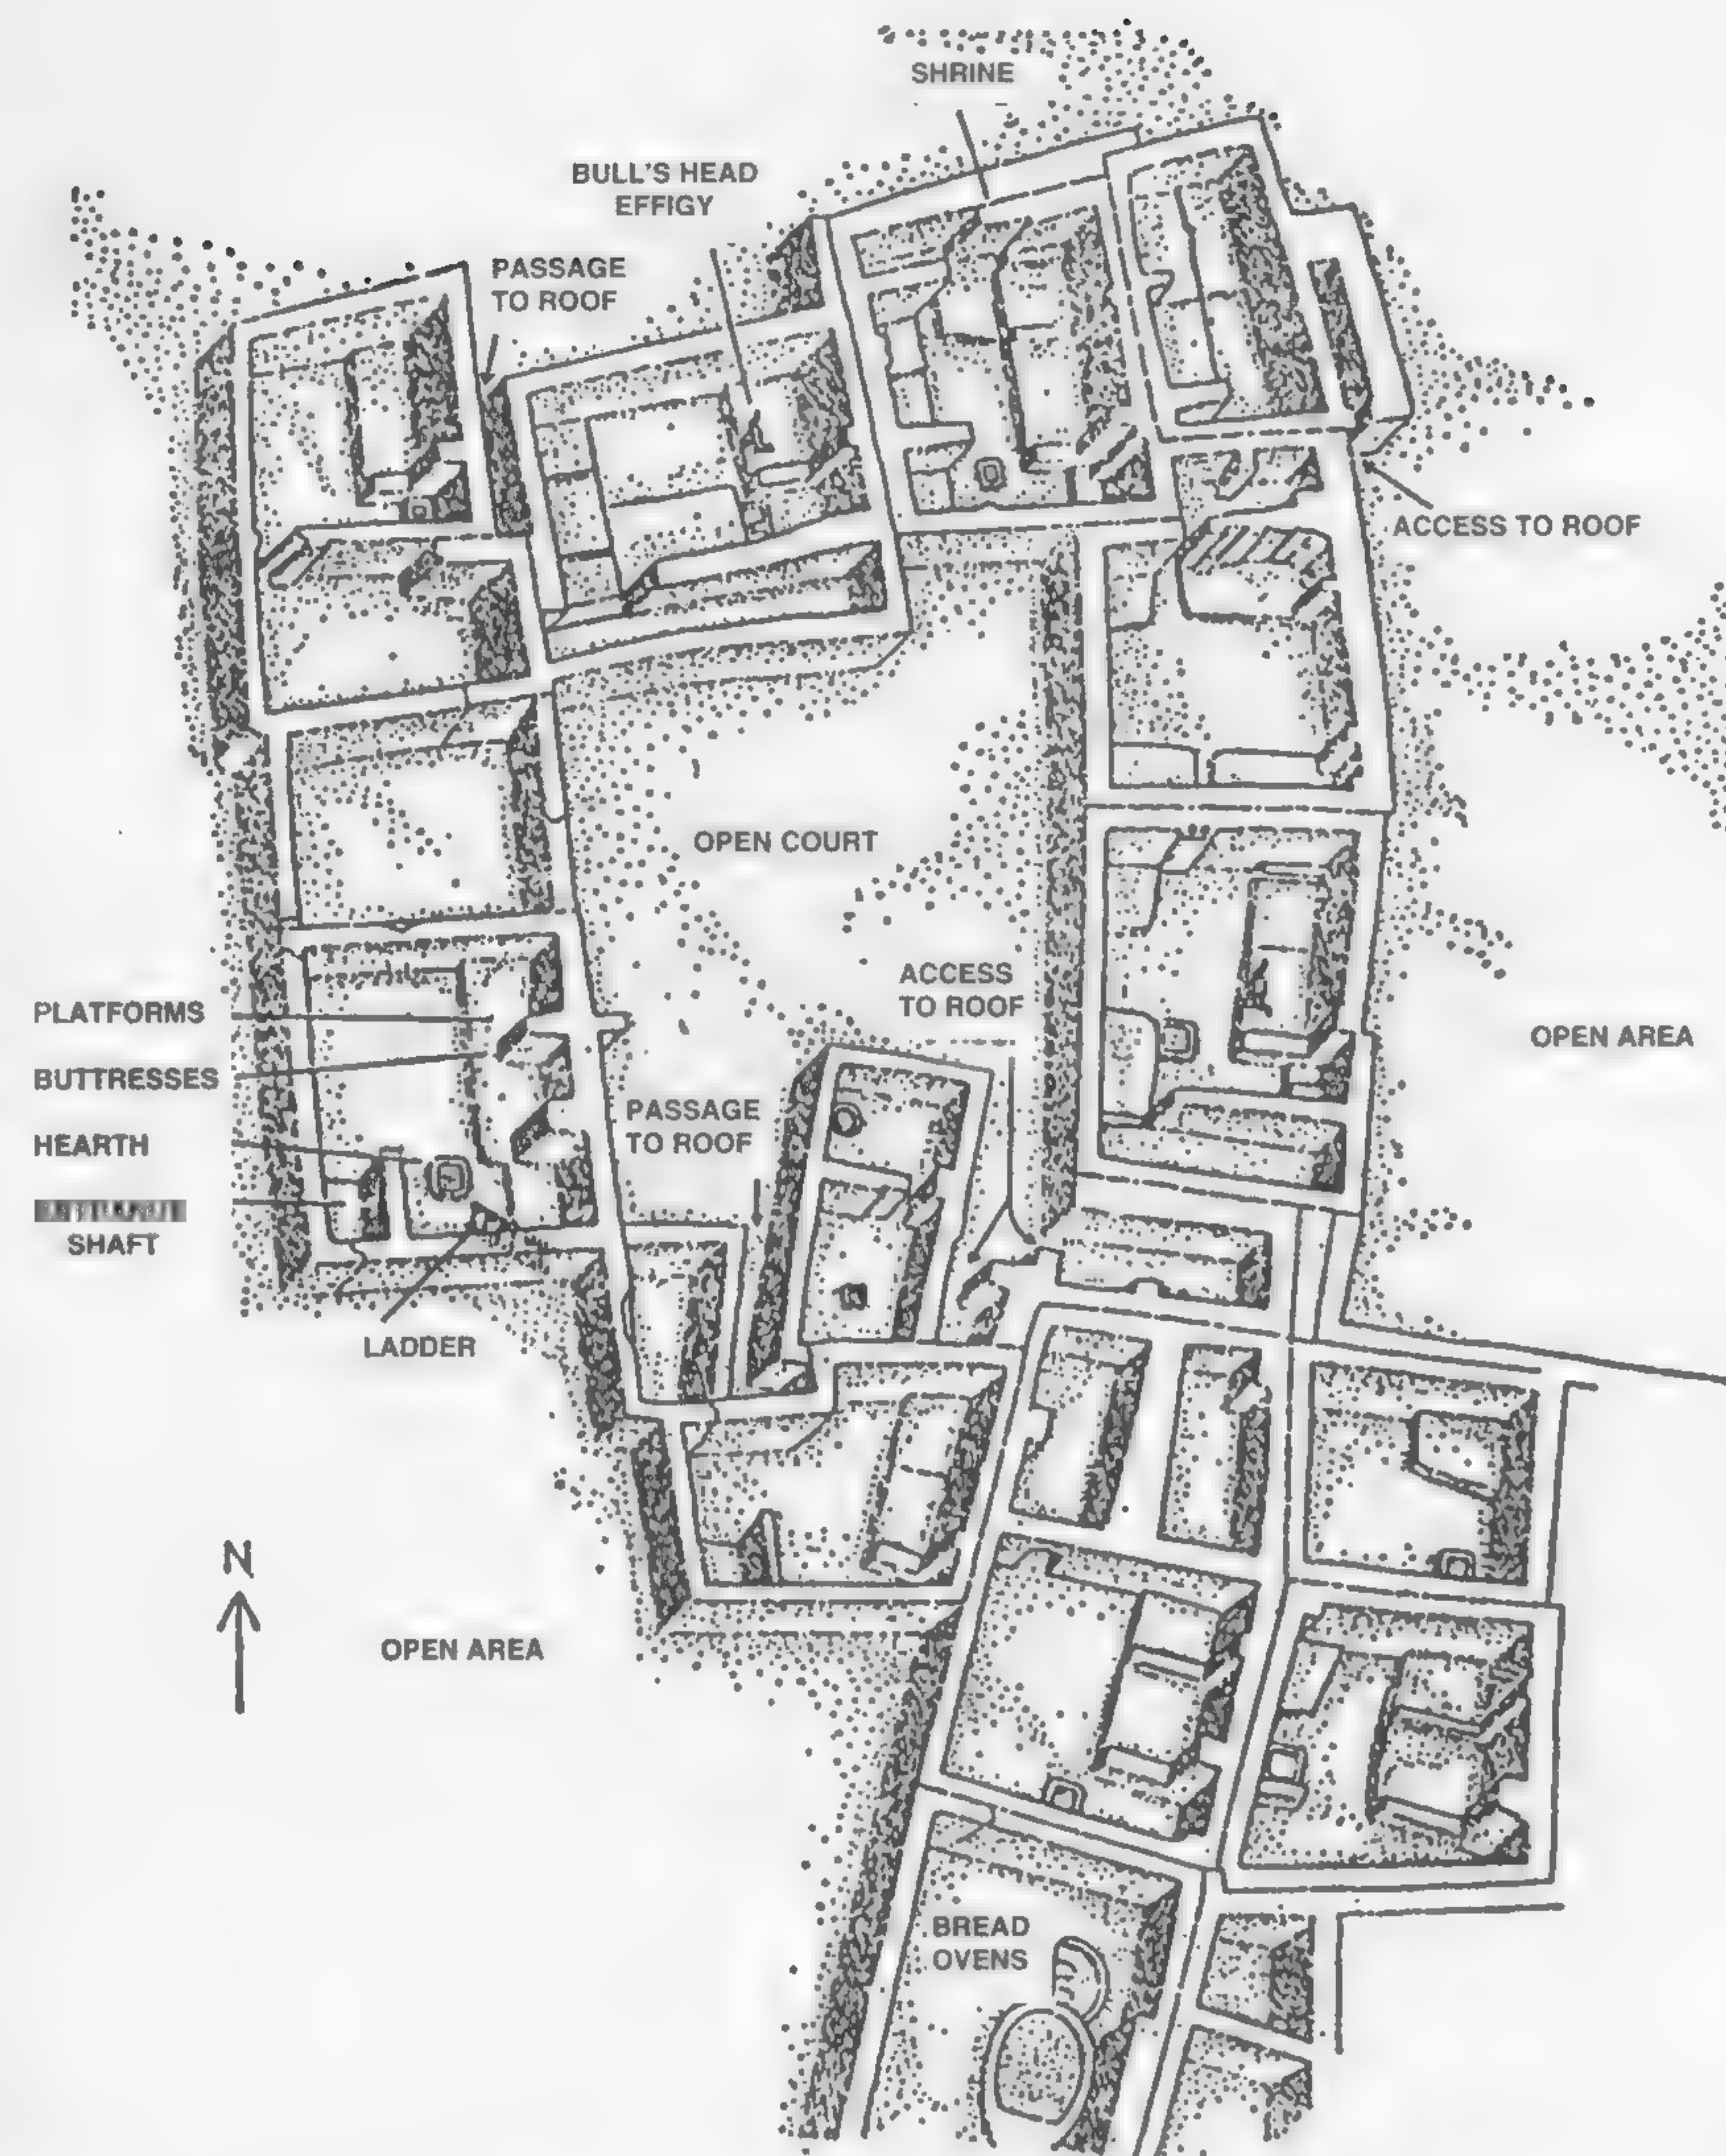 SHRINE
BULL'S HEAD
EFFIGY
PASSAGE
TO ROOF
ACCESS TO ROOF
OPEN COURT
ACCESS
TO ROOF
PLATFORMS
OPEN AREA
BUTTRESSES
PASSAGE
TO ROOF
HEARTH
SHAFT
LADDER
N
OPEN AREA
BREAD
OVENS